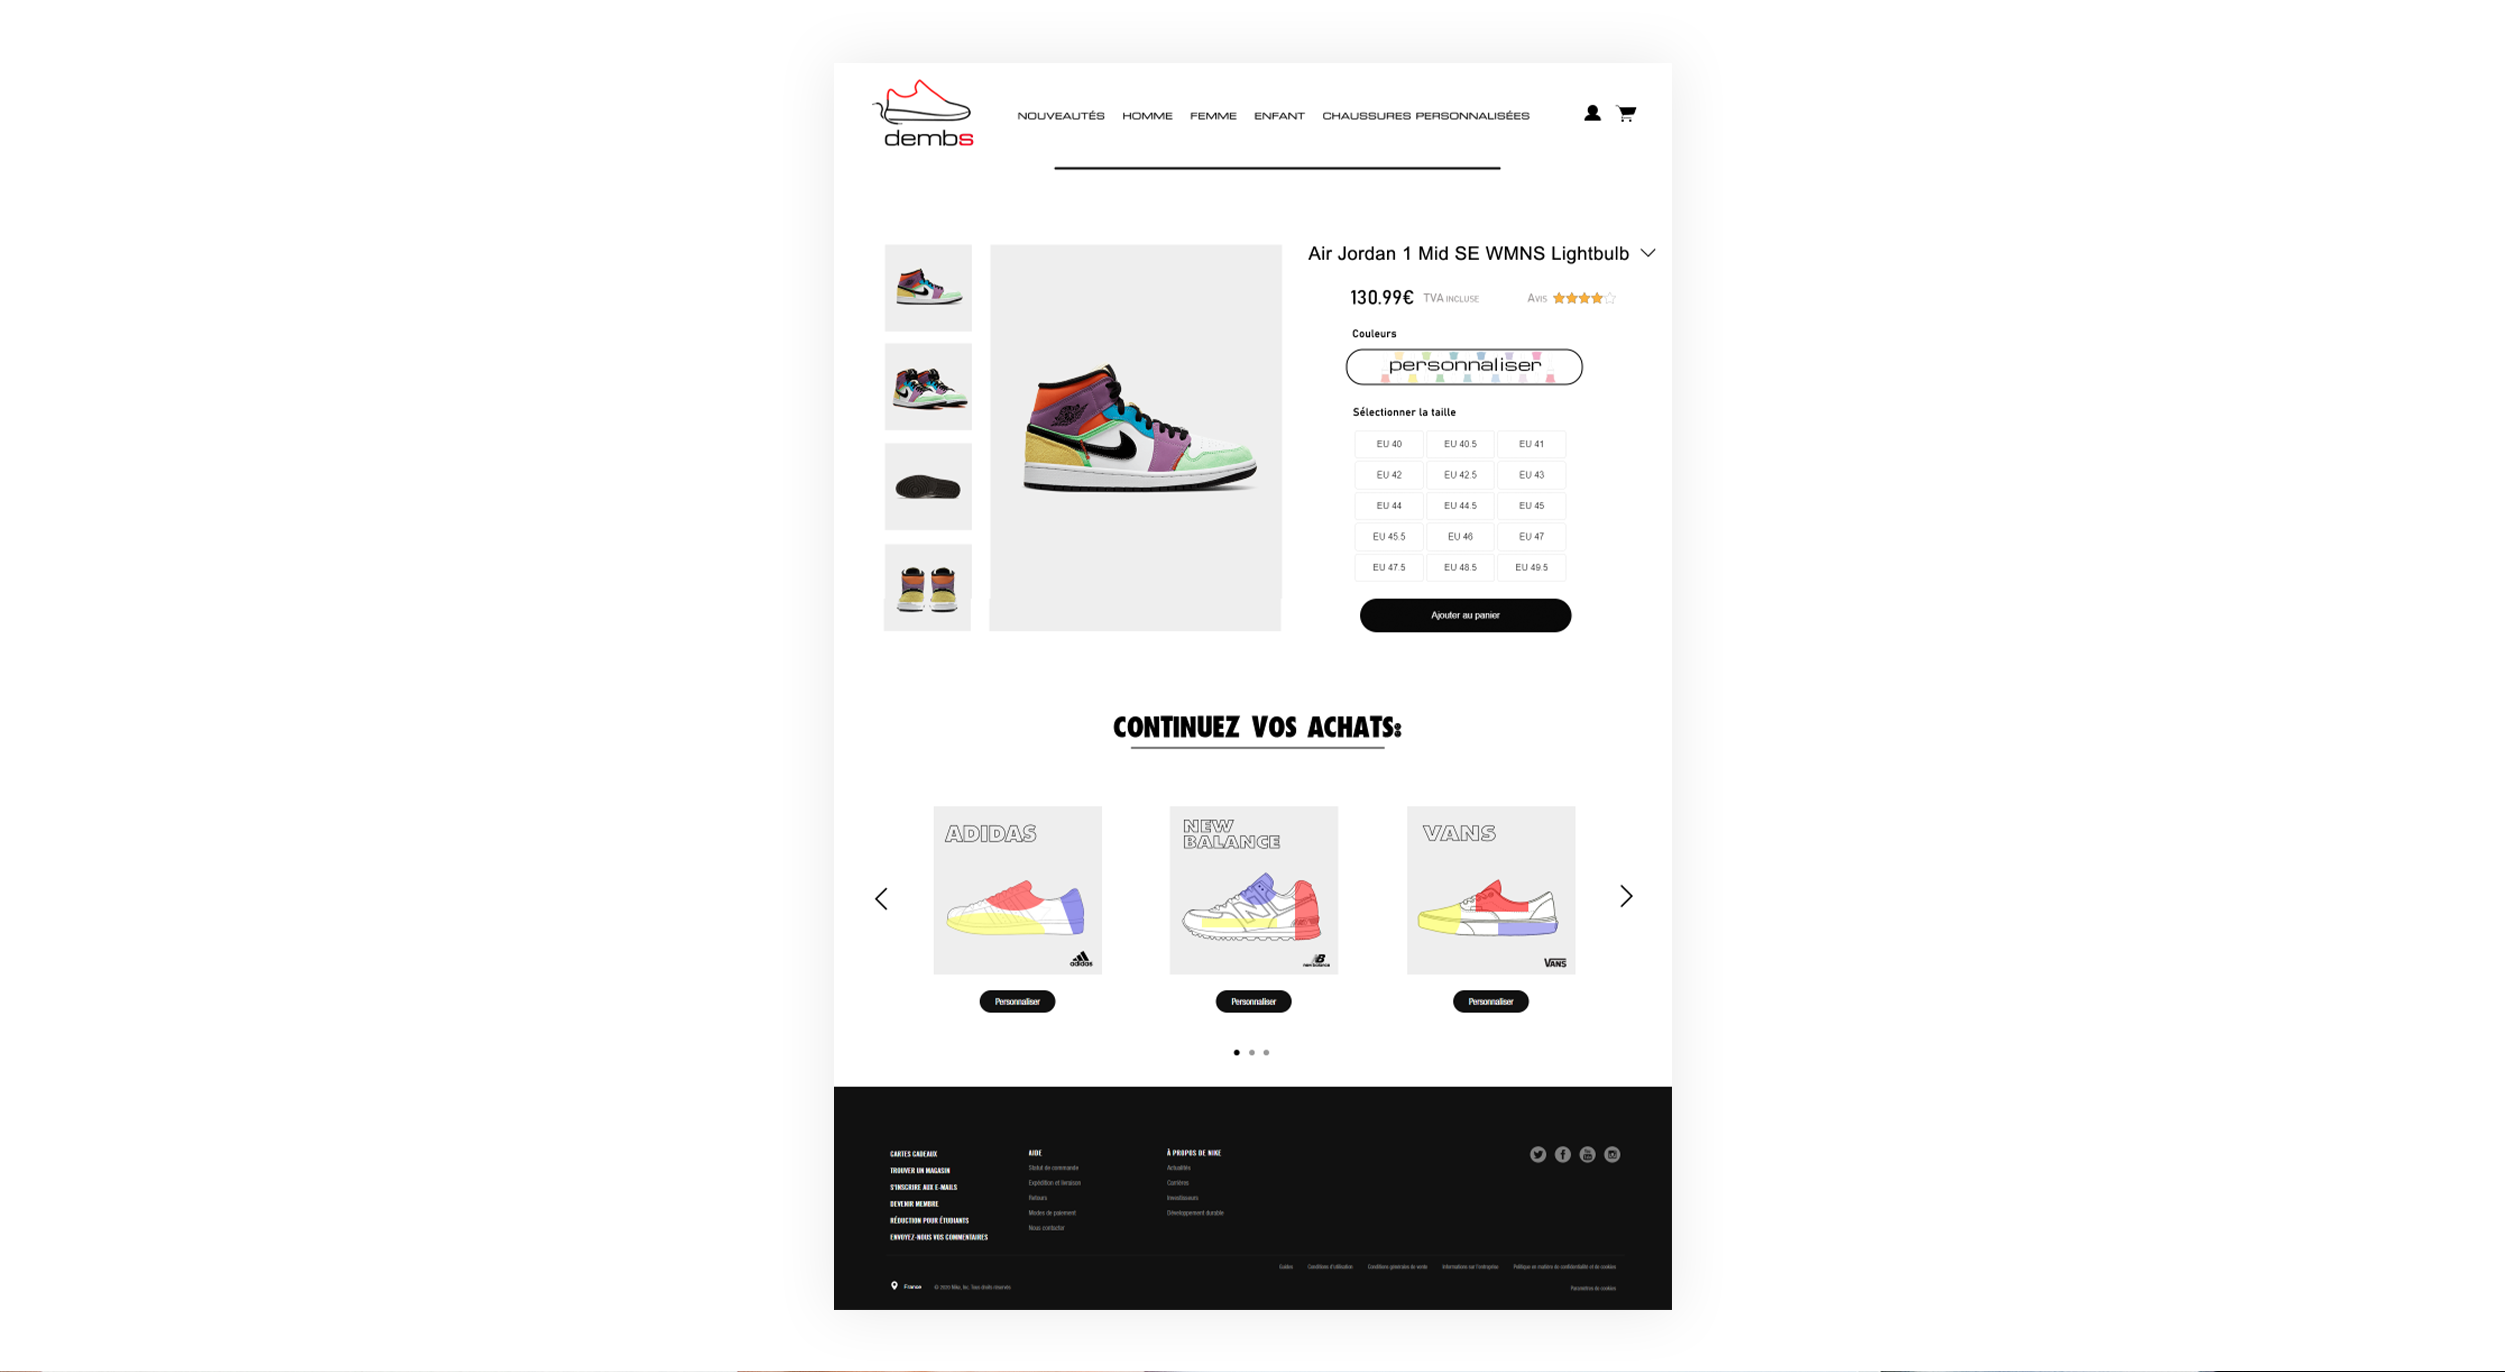 dembs
NOUVEAUTÉS HOMME FEMME ENFANT CHAUSSURES PERSONNALISÉES
Air Jordan 1 Mid SE WMNS Lightbulb
130.99€ TVA INCLUSE AVIS
Couleurs
personnaliser
Sélectionner la taille
EU 40 EU 40.5 EU 41
EU 42 EU 42.5 EU 43
EU 44 EU 44.5 EU 45
EU 45.5 EU 46 EU 47
EU 47.5 EU 48.5 EU 49.5
Ajouter au panier
CONTINUEZ VOS ACHATS:
ADIDAS
adidas
Personnaliser
NEW
BALANCE
new balance
Personnaliser
VANS
VANS
Personnaliser
CARTES CADEAUX
TROUVER UN MAGASIN
S'INSCRIRE AUX E-MAILS
DEVENIR MEMBRE
RÉDUCTION POUR ÉTUDIANTS
ENVOYEZ-NOUS VOS COMMENTAIRES
AIDE
Statut de commande
Expédition et livraison
Retours
Modes de paiement
Nous contacter
À PROPOS DE NIKE
Actualités
Carrières
Investisseurs
Développement durable
Guides Conditions d'utilisation Conditions générales de vente Informations sur l'entreprise Politique en matière de confidentialité et de cookies
Paramètres de cookies
France © 2020 Nike, Inc. Tous droits réservés